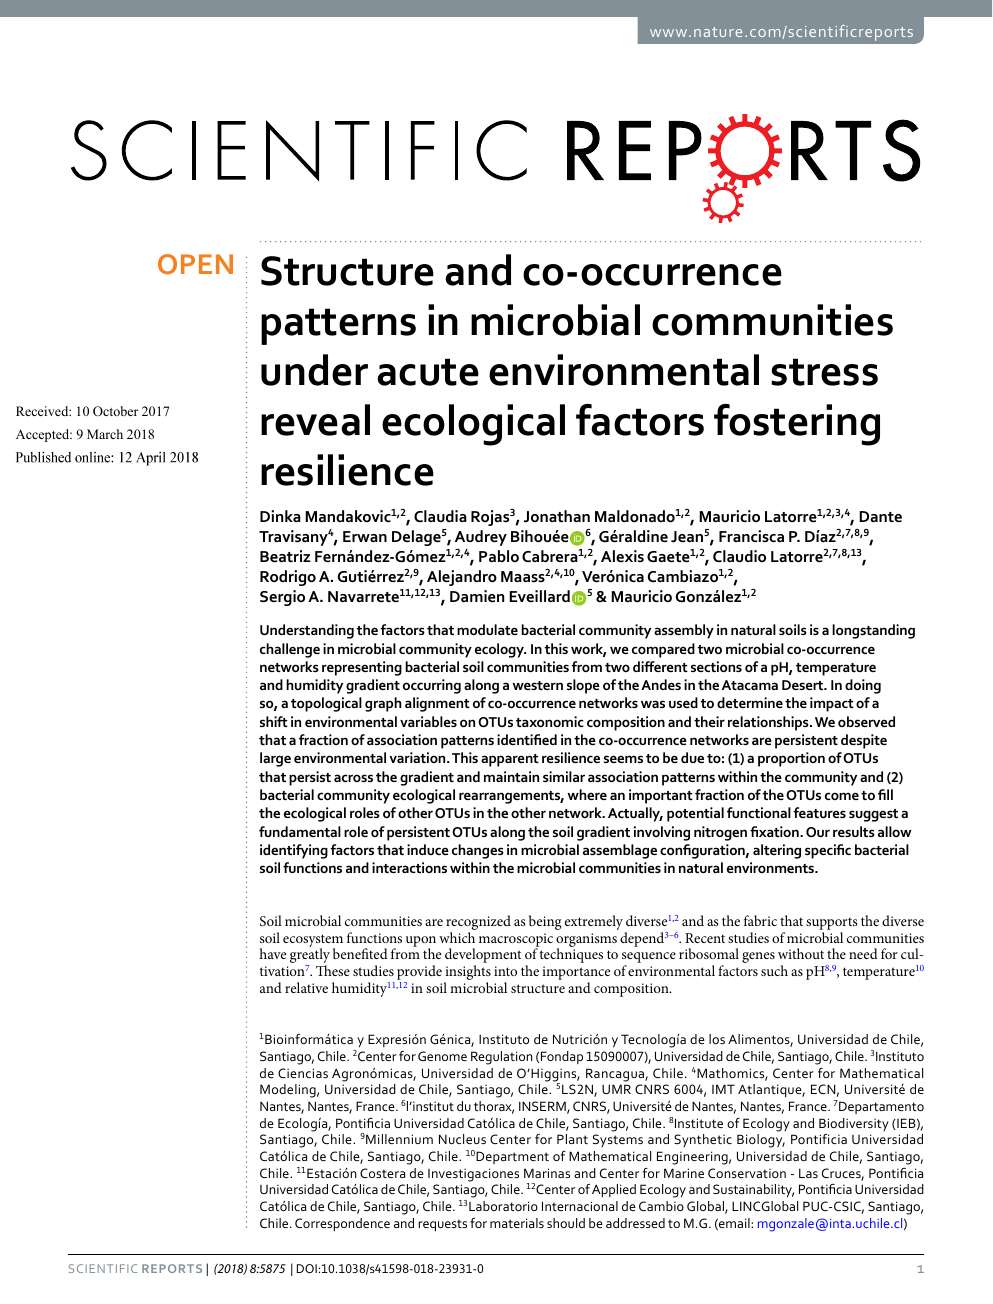 www.nature.com/scientificreports
SCIENTIFIC REPORTS
OPEN
Structure and co-occurrence
patterns in microbial communities
under acute environmental stress
reveal ecological factors fostering
resilience
Received: 10 October 2017
Accepted: 9 March 2018
Published online: 12 April 2018
Dinka Mandakovic1,2, Claudia Rojas3, Jonathan Maldonado1,2, Mauricio Latorre1,2,3,4, Dante
Travisany4, Erwan Delage5, Audrey Bihouée iD 6, Géraldine Jean5, Francisca P. Díaz2,7,8,9,
Beatriz Fernández-Gómez1,2,4, Pablo Cabrera1,2, Alexis Gaete1,2, Claudio Latorre2,7,8,13,
Rodrigo A. Gutiérrez2,9, Alejandro Maass2,4,10, Verónica Cambiazo1,2,
Sergio A. Navarrete11,12,13, Damien Eveillard iD 5 & Mauricio González1,2
Understanding the factors that modulate bacterial community assembly in natural soils is a longstanding
challenge in microbial community ecology. In this work, we compared two microbial co-occurrence
networks representing bacterial soil communities from two different sections of a pH, temperature
and humidity gradient occurring along a western slope of the Andes in the Atacama Desert. In doing
so, a topological graph alignment of co-occurrence networks was used to determine the impact of a
shift in environmental variables on OTUs taxonomic composition and their relationships. We observed
that a fraction of association patterns identified in the co-occurrence networks are persistent despite
large environmental variation. This apparent resilience seems to be due to: (1) a proportion of OTUs
that persist across the gradient and maintain similar association patterns within the community and (2)
bacterial community ecological rearrangements, where an important fraction of the OTUs come to fill
the ecological roles of other OTUs in the other network. Actually, potential functional features suggest a
fundamental role of persistent OTUs along the soil gradient involving nitrogen fixation. Our results allow
identifying factors that induce changes in microbial assemblage configuration, altering specific bacterial
soil functions and interactions within the microbial communities in natural environments.
Soil microbial communities are recognized as being extremely diverse1,2 and as the fabric that supports the diverse
soil ecosystem functions upon which macroscopic organisms depend3–6. Recent studies of microbial communities
have greatly benefited from the development of techniques to sequence ribosomal genes without the need for cul-
tivation7. These studies provide insights into the importance of environmental factors such as pH8,9, temperature10
and relative humidity11,12 in soil microbial structure and composition.
1Bioinformática y Expresión Génica, Instituto de Nutrición y Tecnología de los Alimentos, Universidad de Chile,
Santiago, Chile. 2Center for Genome Regulation (Fondap 15090007), Universidad de Chile, Santiago, Chile. 3Instituto
de Ciencias Agronómicas, Universidad de O'Higgins, Rancagua, Chile. 4Mathomics, Center for Mathematical
Modeling, Universidad de Chile, Santiago, Chile. 5LS2N, UMR CNRS 6004, IMT Atlantique, ECN, Université de
Nantes, Nantes, France. 6l'institut du thorax, INSERM, CNRS, Université de Nantes, Nantes, France. 7Departamento
de Ecología, Pontificia Universidad Católica de Chile, Santiago, Chile. 8Institute of Ecology and Biodiversity (IEB),
Santiago, Chile. 9Millennium Nucleus Center for Plant Systems and Synthetic Biology, Pontificia Universidad
Católica de Chile, Santiago, Chile. 10Department of Mathematical Engineering, Universidad de Chile, Santiago,
Chile. 11Estación Costera de Investigaciones Marinas and Center for Marine Conservation - Las Cruces, Pontificia
Universidad Católica de Chile, Santiago, Chile. 12Center of Applied Ecology and Sustainability, Pontificia Universidad
Católica de Chile, Santiago, Chile. 13Laboratorio Internacional de Cambio Global, LINCGlobal PUC-CSIC, Santiago,
Chile. Correspondence and requests for materials should be addressed to M.G. (email: mgonzale@inta.uchile.cl)
SCIENTIFIC REPORTS | (2018) 8:5875 | DOI:10.1038/s41598-018-23931-0
1